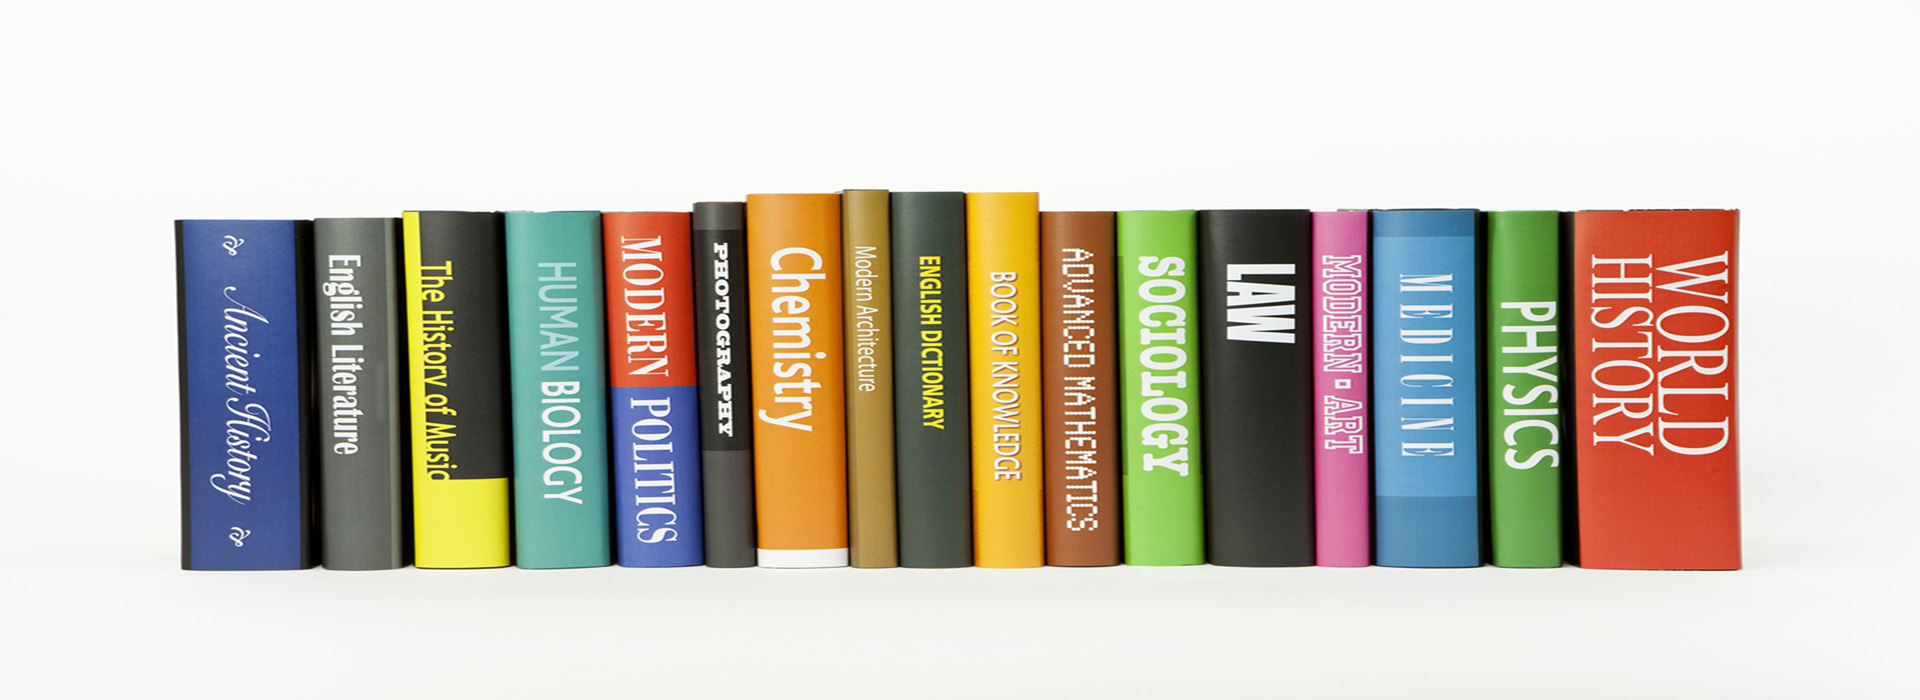 Ancient History
English Literature
The History of Music
HUMAN BIOLOGY
MODERN POLITICS
PHOTOGRAPHY
Chemistry
Modern Architecture
ENGLISH DICTIONARY
BOOK OF KNOWLEDGE
ADVANCED MATHEMATICS
SOCIOLOGY
LAW
MODERN ART
MEDICINE
PHYSICS
WORLD
HISTORY